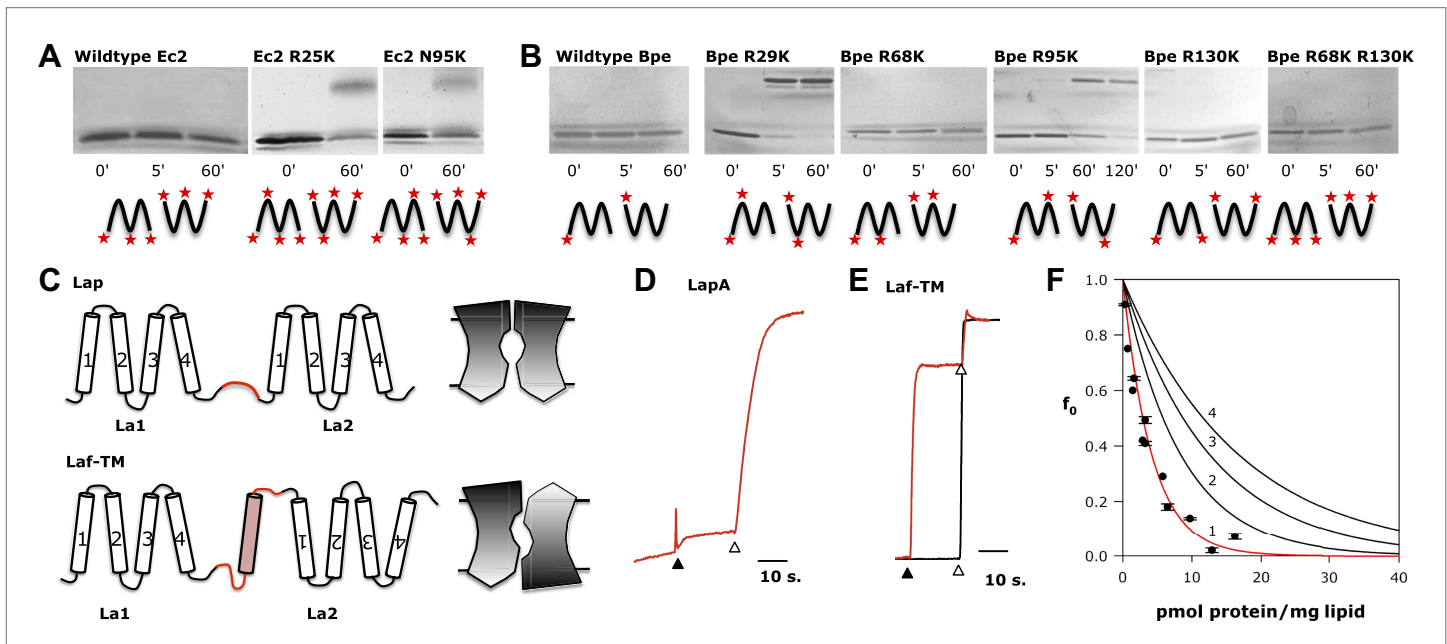 A
Wildtype Ec2
Ec2 R25K
Ec2 N95K
0'
5'
60'
0'
60'
0'
60'
B
Wildtype Bpe
Bpe R29K
Bpe R68K
Bpe R95K
Bpe R130K
Bpe R68K R130K
0'
5'
60'
0'
5'
60'
0'
5'
60'
0'
5'
60'
120'
0'
5'
60'
0'
5'
60'
C
Lap
1
2
3
4
1
2
3
4
La1
La2
Laf-TM
1
2
3
4
1
2
3
4
La1
La2
D
LapA
10 s.
E
Laf-TM
10 s.
F
1.0
0.8
0.6
0.4
0.2
0.0
f0
4
3
2
1
0
10
20
30
40
pmol protein/mg lipid